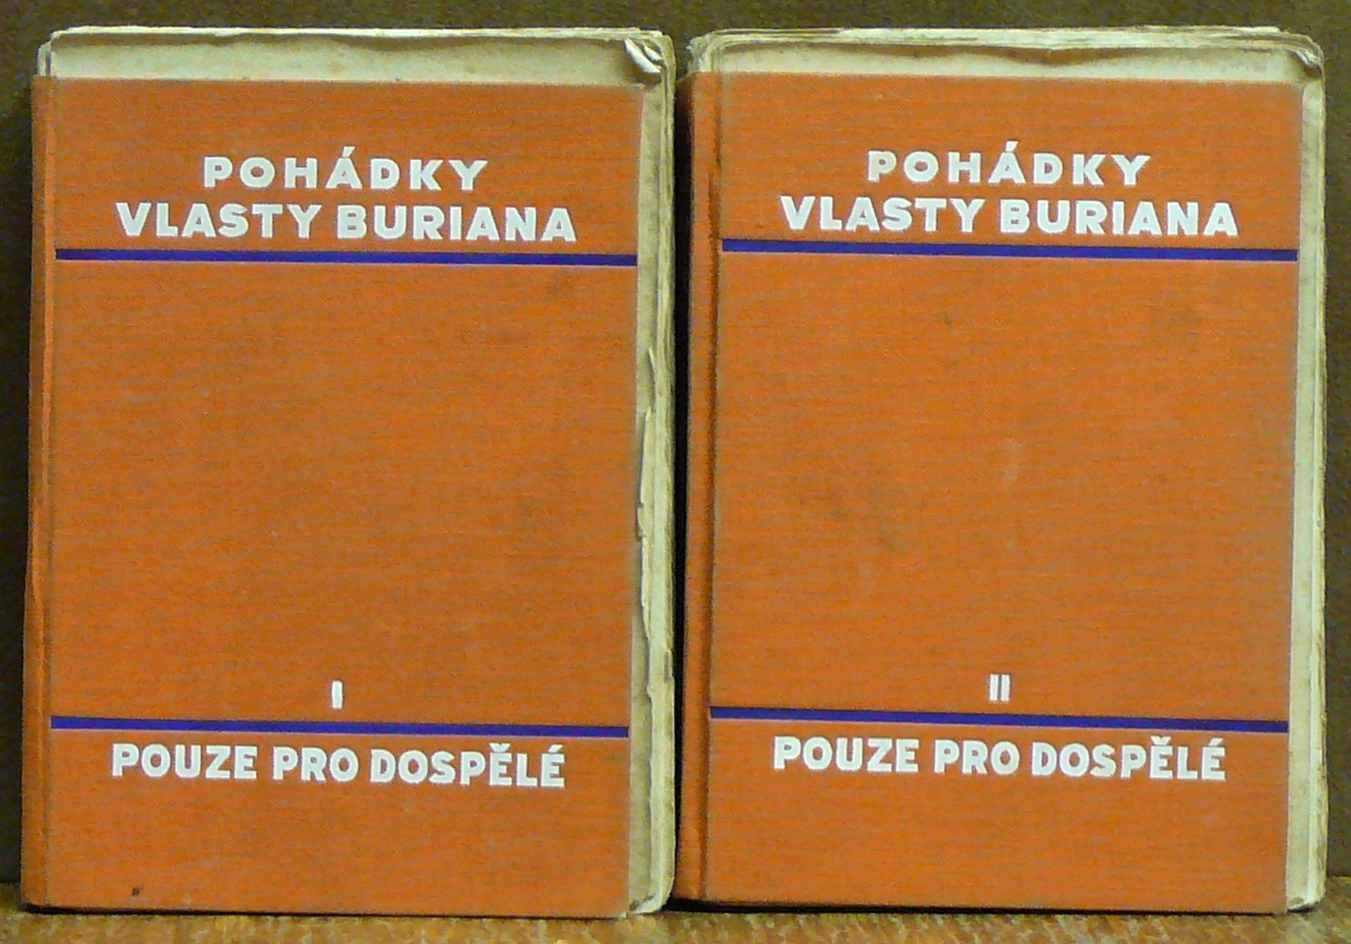 POHÁDKY
VLASTY BURIANA
I
POUZE PRO DOSPĚLÉ
POHÁDKY
VLASTY BURIANA
II
POUZE PRO DOSPĚLÉ